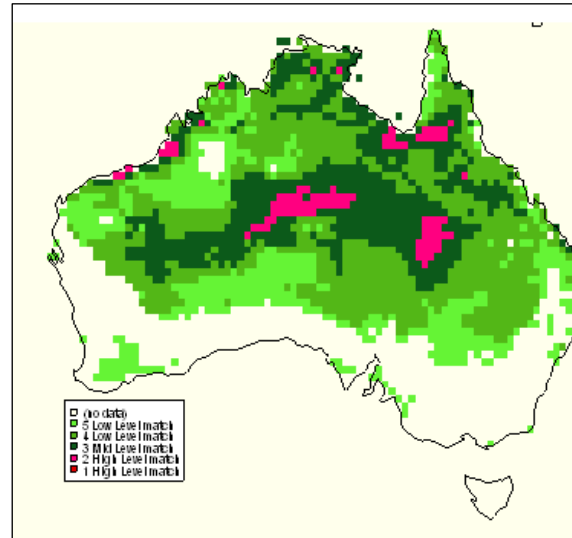 (no data)
5 Low Level match
4 Low Level match
3 Mid Level match
2 High Level match
1 High Level match